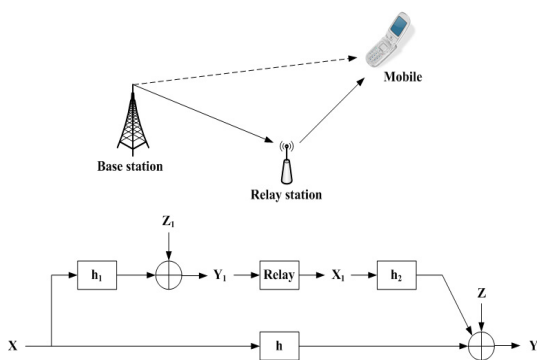 Mobile
Base station
Relay station
Z₁
h₁
Y₁
Relay
X₁
h₂
Z
X
h
Y